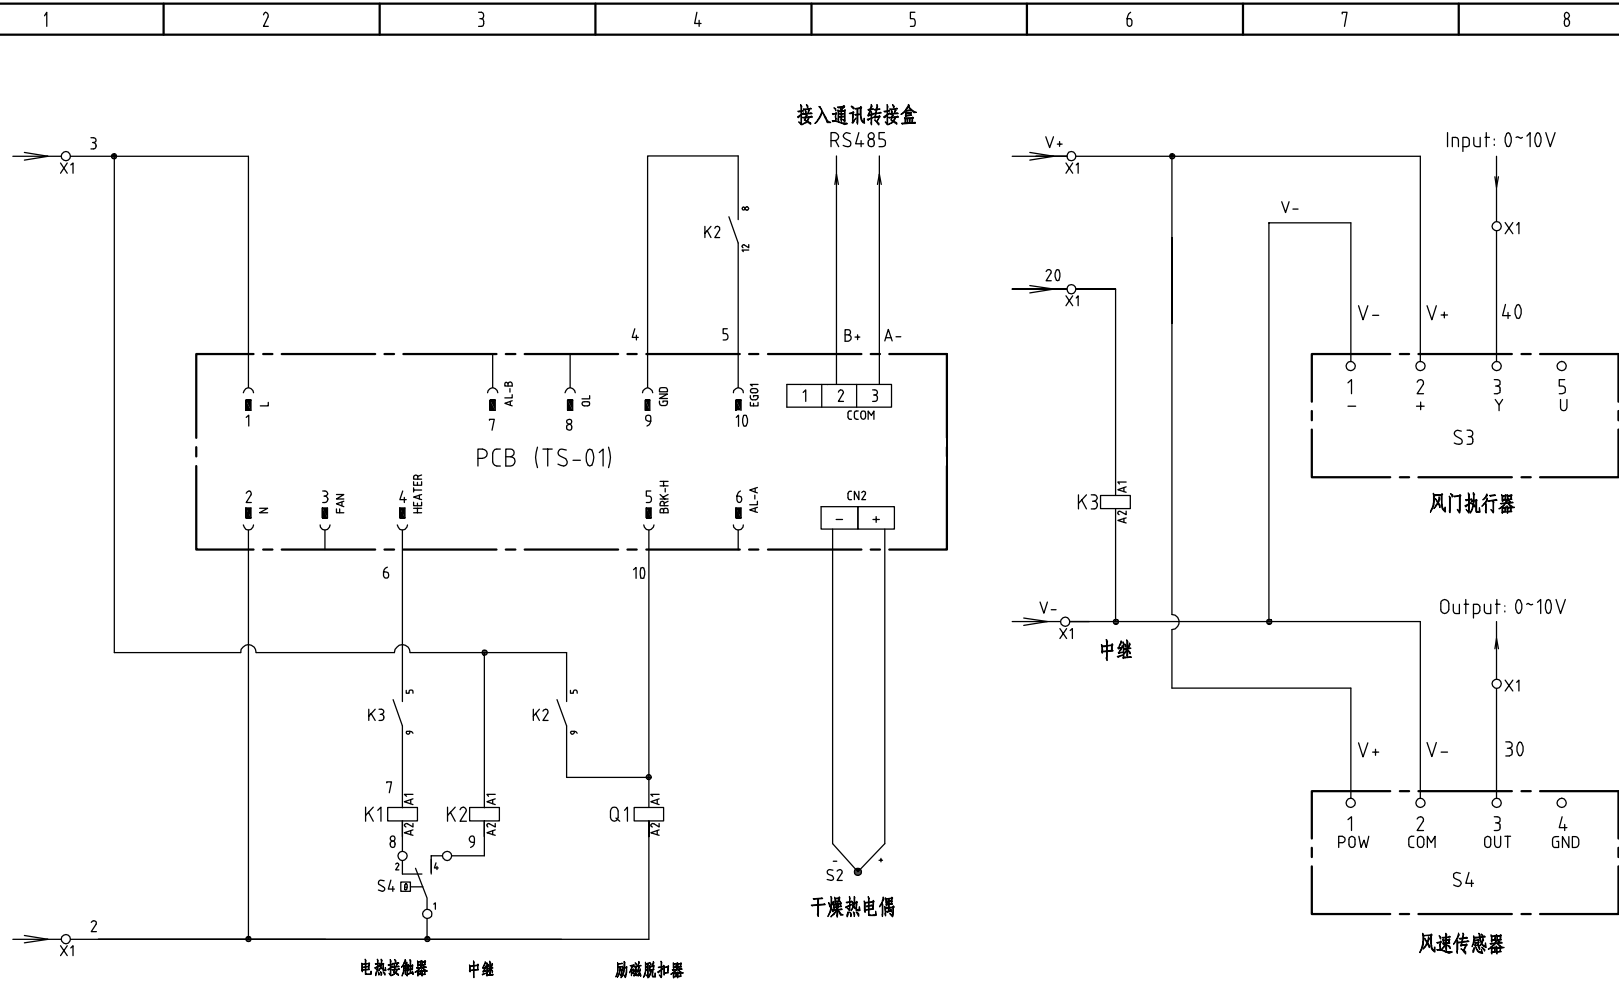 1 2 3 4 5 6 7 8
接入通讯转接盒
RS485
3
X1
V+
X1
Input: 0~10V
8
K2
12
V-
X1
20
X1
4
5
B+
A-
V-
V+
40
L
1
AL-B
7
OL
8
GND
9
EGO1
10
1 2 3
CCOM
1 2 3 5
- + Y U
S3
PCB (TS-01)
2
N
3
FAN
4
HEATER
5
BRK-H
6
AL-A
CN2
- +
K3
A1
A2
风门执行器
6
10
V-
X1
中继
Output: 0~10V
X1
5
K3
9
5
K2
9
V+
V-
30
7
K1
A1
A2
K2
A1
A2
Q1
A1
A2
8
9
2
4
S4
θ
1
- +
S2
干燥热电偶
1 2 3 4
POW COM OUT GND
S4
风速传感器
2
X1
电热接触器
中继
励磁脱扣器